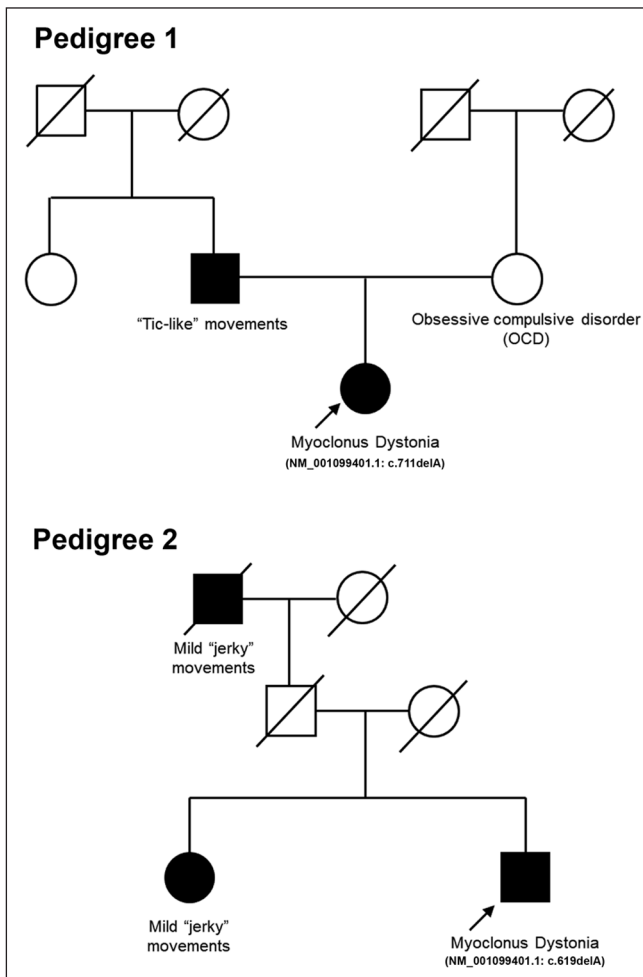 Pedigree 1
“Tic-like” movements
Obsessive compulsive disorder
(OCD)
Myoclonus Dystonia
(NM_001099401.1: c.711delA)
Pedigree 2
Mild “jerky”
movements
Mild “jerky”
movements
Myoclonus Dystonia
(NM_001099401.1: c.619delA)